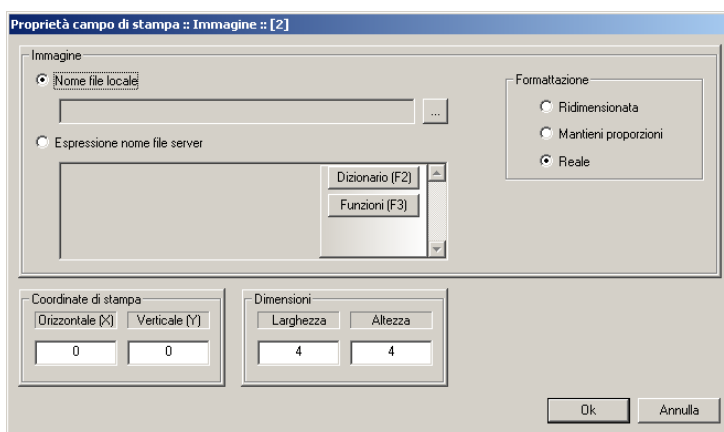 Proprietà campo di stampa :: Immagine :: [2]
Immagine
Nome file locale
...
Espressione nome file server
Dizionario (F2)
Funzioni (F3)
Formattazione
Ridimensionata
Mantieni proporzioni
Reale
Coordinate di stampa
Orizzontale (X) Verticale (Y)
0 0
Dimensioni
Larghezza Altezza
4 4
Ok Annulla